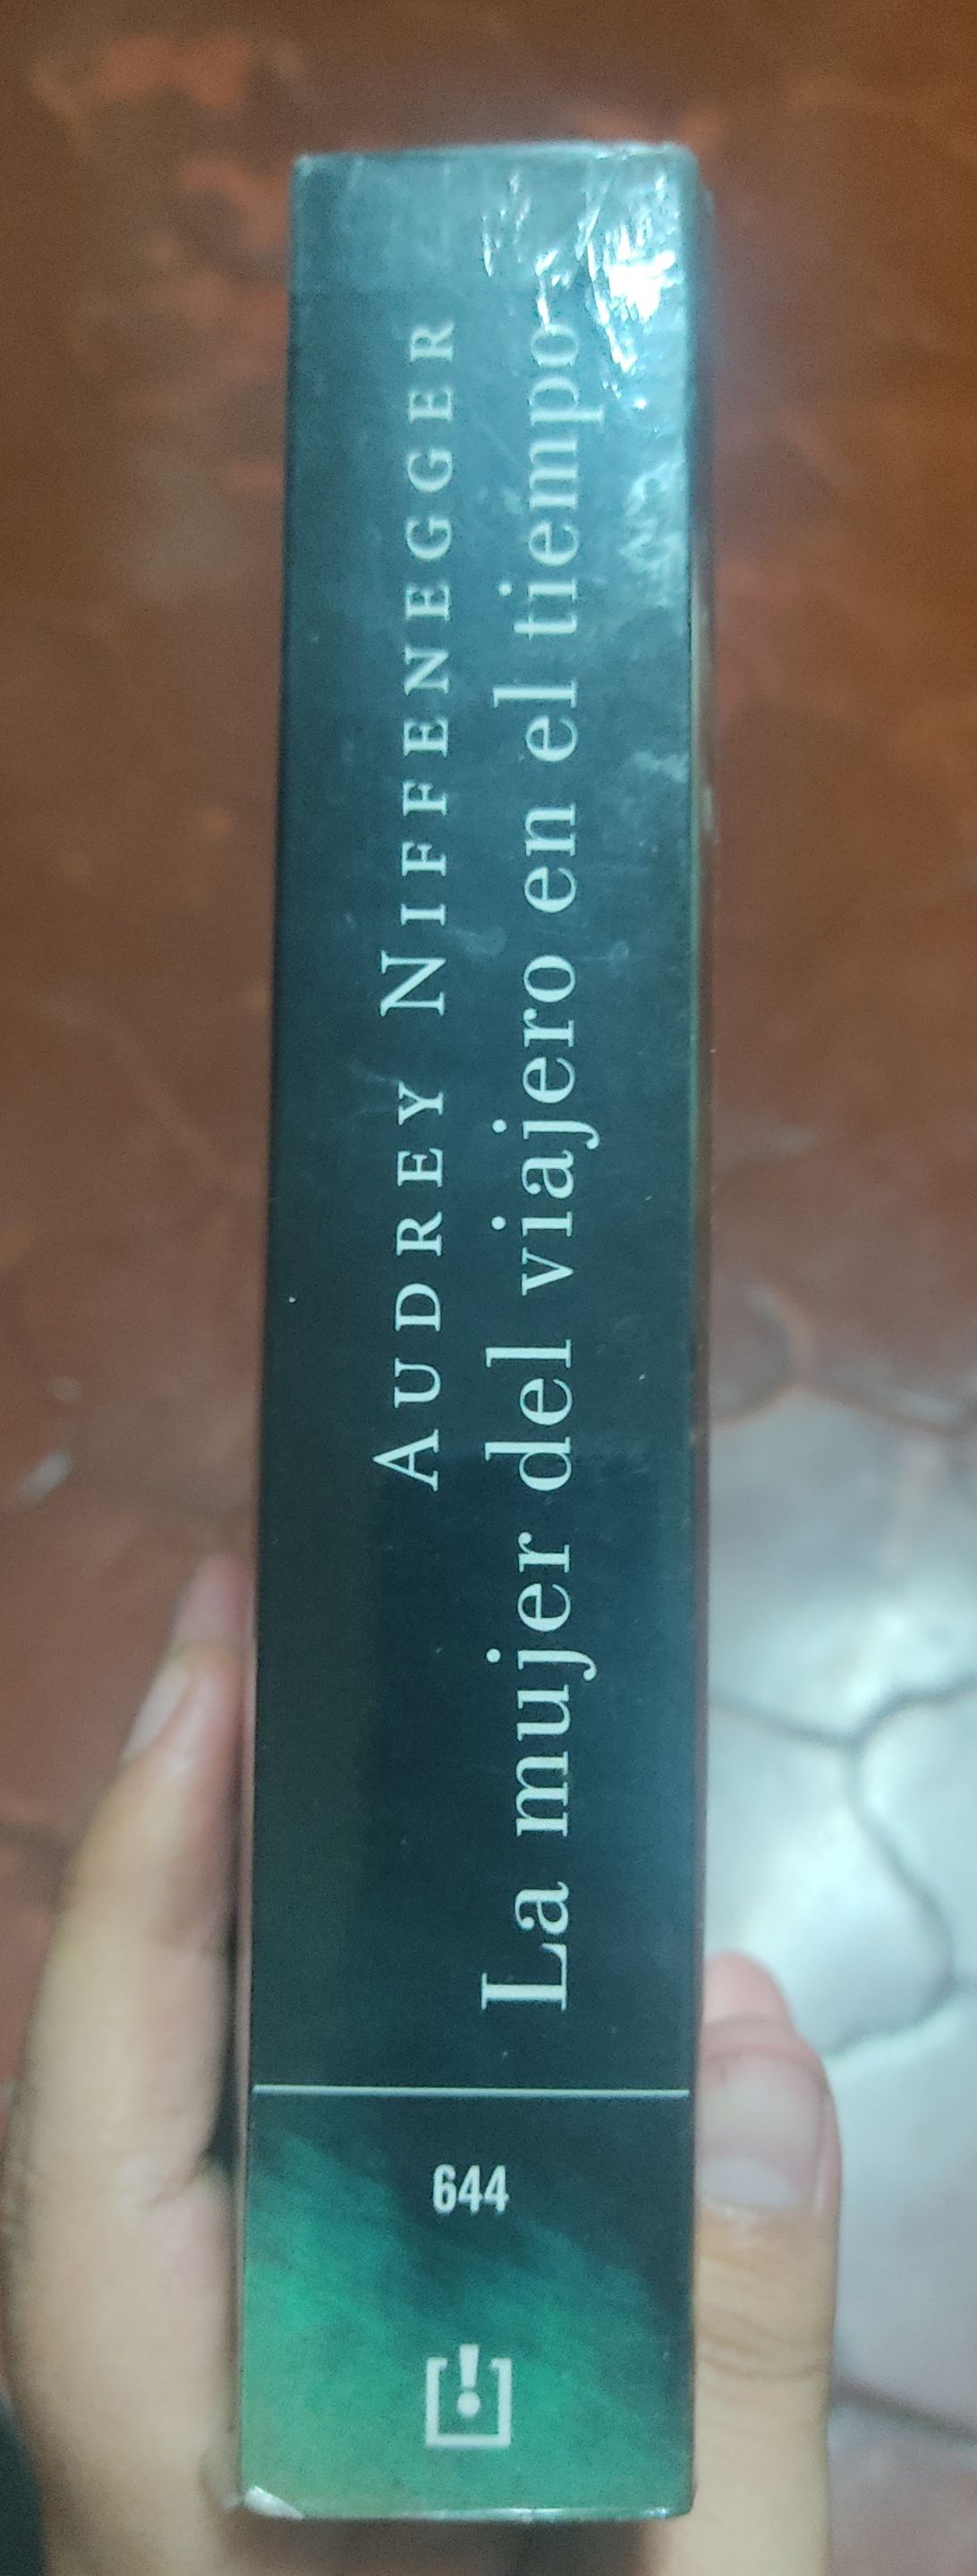 AUDREY NIFFENEGGER
La mujer del viajero en el tiempo
644